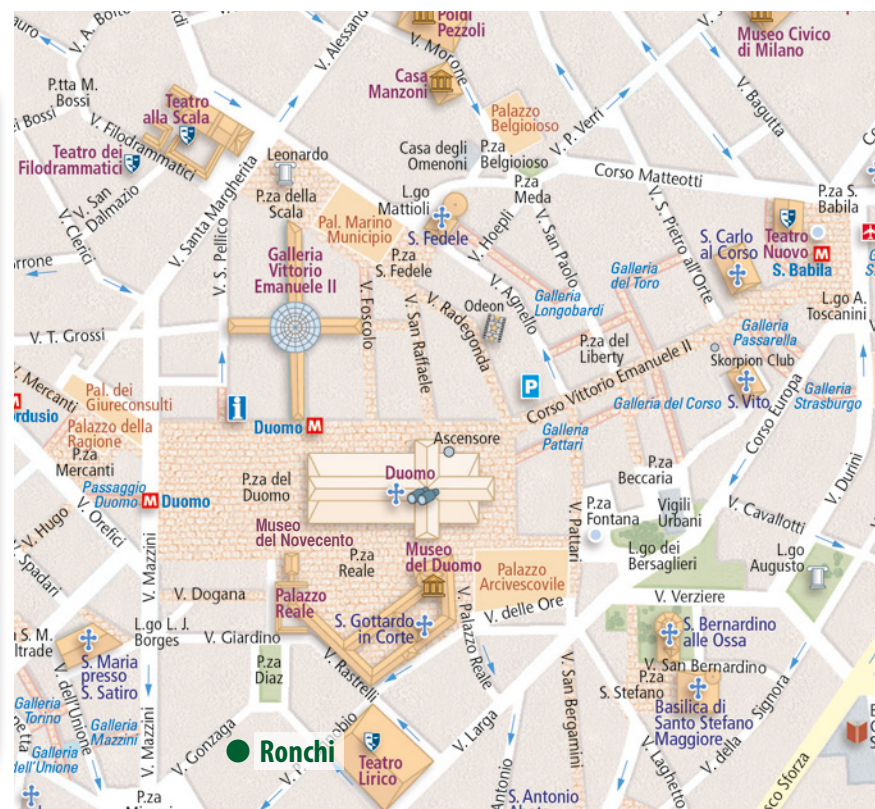 V. A. Boito
V. Alessandri
Poldi
Pezzoli
V. Morone
Museo Civico
di Milano
P.tta M.
Bossi
Teatro
alla Scala
Casa
Manzoni
Palazzo
Belgioioso
V. P. Verri
V. Bagutta
V. Filodrammatici
Teatro dei
Filodrammatici
Leonardo
Casa degli
Omenoni
P.za
Belgioioso
V. San
Dalmazio
P.za della
Scala
L.go
Mattioli
P.za
Meda
Corso Matteotti
P.za S.
Babila
V. Clerici
V. Santa Margherita
V. S. Pellico
Pal. Marino
Municipio
S. Fedele
V. Hoepli
V. San Paolo
V. S. Pietro all'Orte
S. Carlo
al Corso
Teatro
Nuovo
M
S. Babila
Galleria
Vittorio
Emanuele II
P.za
S. Fedele
Galleria
del Toro
V. Foscolo
V. San Raffaele
V. Radegonda
Odeon
V. Agnello
Galleria
Longobardi
L.go A.
Toscanini
V. T. Grossi
P.za del
Liberty
Corso Vittorio Emanuele II
Galleria
Passarella
Skorpion Club
V. Mercanti
Pal. dei
Giureconsulti
P
Galleria del Corso
S. Vito
Galleria
Strasburgo
M
ordusio
Palazzo della
Ragione
i
Duomo M
Galleria
Pattari
Corso Europa
P.za
Mercanti
Ascensore
P.za
Beccaria
Passaggio
Duomo
M Duomo
P.za del
Duomo
Duomo
V. Pattari
P.za
Fontana
Vigili
Urbani
V. Cavallotti
V. Durini
V. Hugo
V. Orefici
V. Mazzini
Museo
del Novecento
P.za
Reale
Museo
del Duomo
Palazzo
Arcivescovile
L.go dei
Bersaglieri
L.go
Augusto
Spadari
V. Dogana
Palazzo
Reale
S. Gottardo
in Corte
V. Palazzo Reale
V. delle Ore
V. Verziere
S. M.
ltrade
L.go L. J.
Borges
V. Giardino
S. Bernardino
alle Ossa
S. Maria
presso
S. Satiro
P.za
Diaz
V. Rastrelli
V. San Bernardino
P.za
S. Stefano
Galleria
Torino
V. dell'Unione
Galleria
Mazzini
V. Mazzini
V. Gonzaga
V. Larga
V. San Bergamini
Basilica di
Santo Stefano
Maggiore
V. della Signora
Galleria
dell'Unione
Ronchi
Teatro
Lirico
V. Laghetto
P.za
S. Antonio